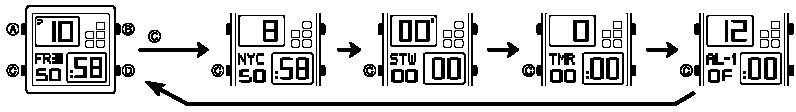 A P 10 B
FR 50 :58
C D
C
8
NYC 50 :58
C
00'
STW 00 00
C
0
TMR 00 :00
C
12
AL-1 OF :00
C